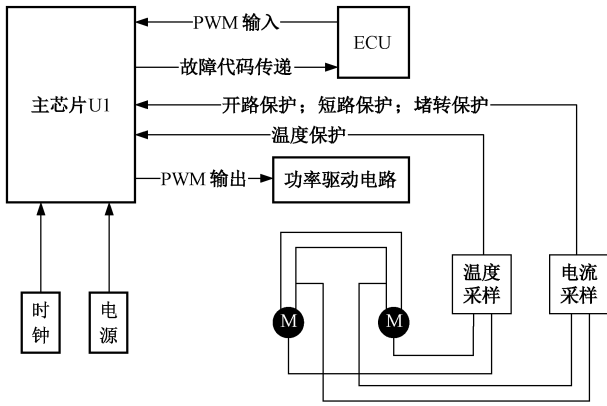 PWM 输入
ECU
故障代码传递
主芯片U1
开路保护；短路保护；堵转保护
温度保护
PWM 输出
功率驱动电路
时
钟
电
源
温度
采样
电流
采样
M
M